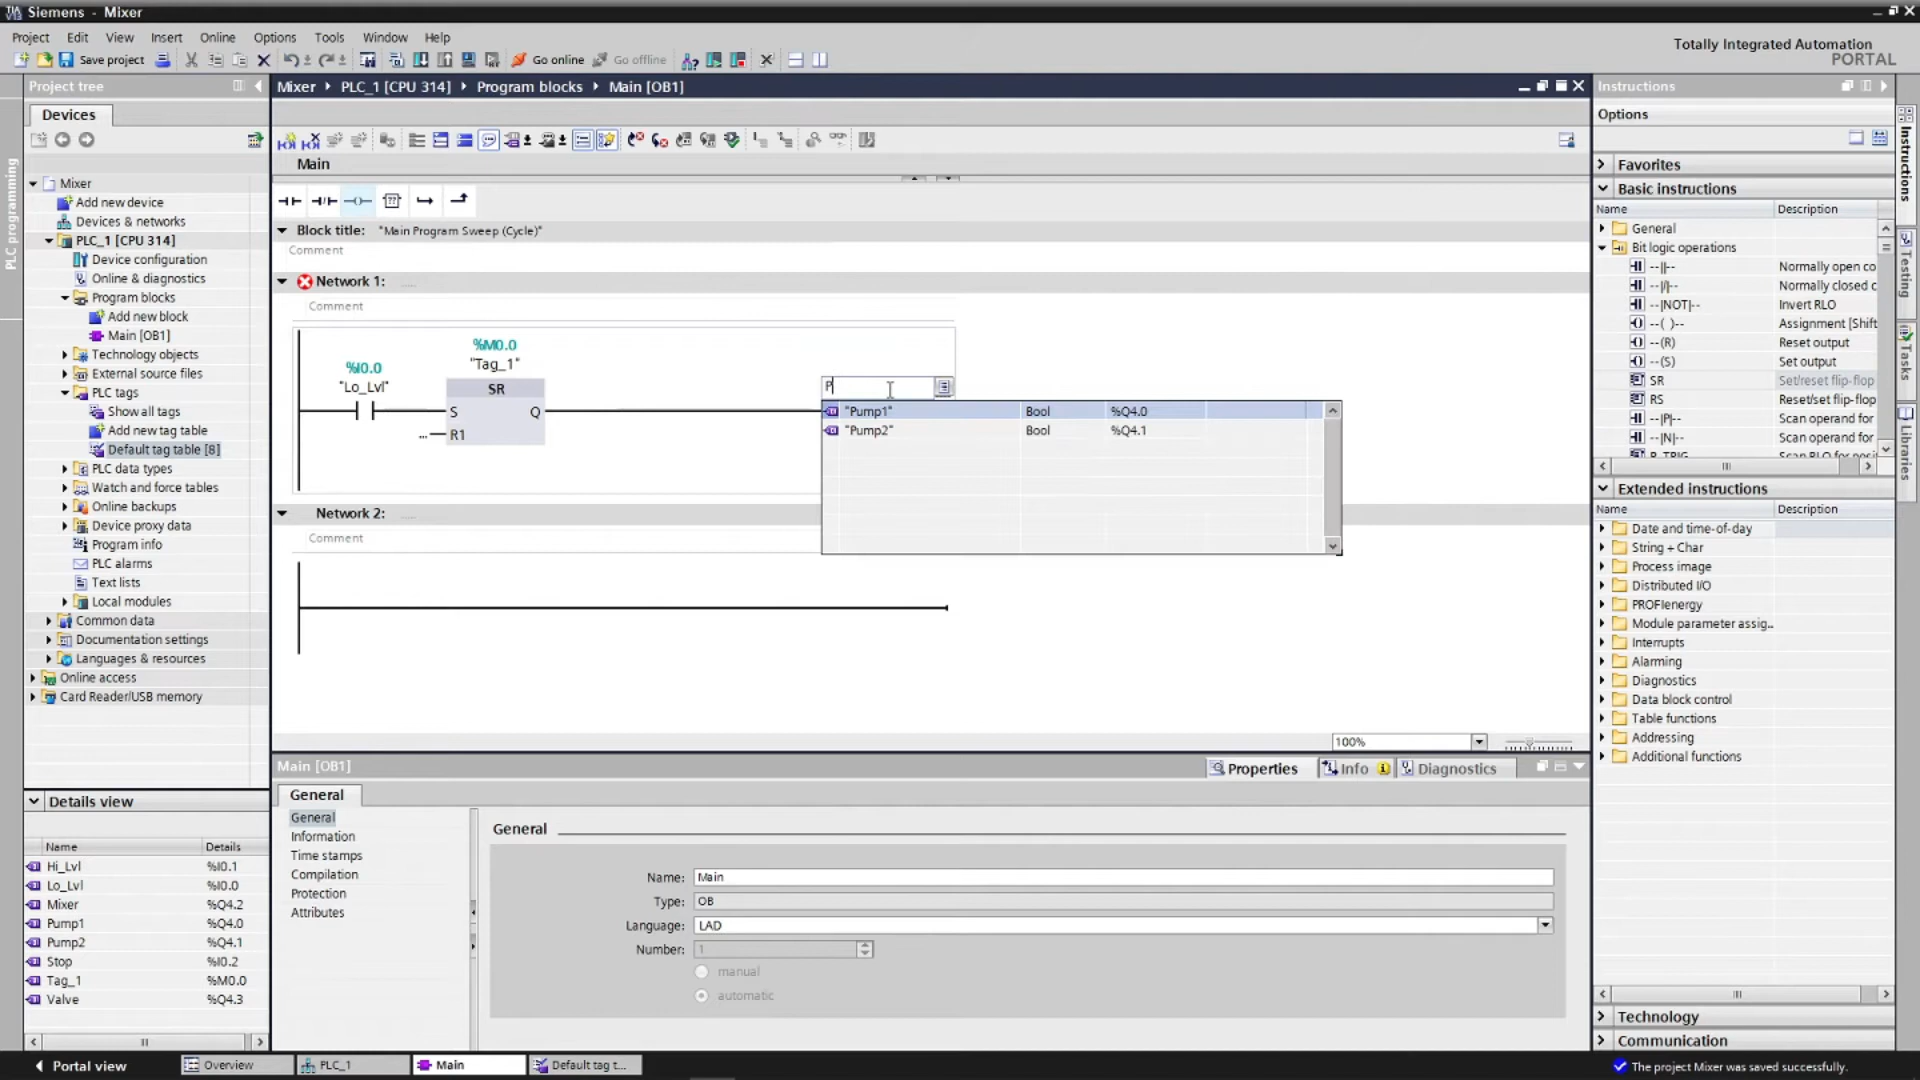 Siemens - Mixer
Project Edit View Insert Online Options Tools Window Help
Totally Integrated Automation
PORTAL
Save project Go online Go offline
Project tree
Mixer PLC_1 [CPU 314] Program blocks Main [OB1]
Instructions
Devices
Options
Main
PLC programming
Favorites
Basic instructions
Name Description
General
Bit logic operations
--||-- Normally open co
--|/|-- Normally closed c
--|NOT|-- Invert RLO
--( )-- Assignment [Shift
--(R) Reset output
--(S) Set output
SR Set/reset flip-flop
RS Reset/set flip-flop
--|P|-- Scan operand for
--|N|-- Scan operand for
Extended instructions
Name Description
Date and time-of-day
String + Char
Process image
Distributed I/O
PROFIenergy
Module parameter assig..
Interrupts
Alarming
Diagnostics
Data block control
Table functions
Addressing
Additional functions
Technology
Communication
Instructions
Testing
Tasks
Libraries
Mixer
Add new device
Devices & networks
PLC_1 [CPU 314]
Device configuration
Online & diagnostics
Program blocks
Add new block
Main [OB1]
Technology objects
External source files
PLC tags
Show all tags
Add new tag table
Default tag table [8]
PLC data types
Watch and force tables
Online backups
Device proxy data
Program info
PLC alarms
Text lists
Local modules
Common data
Documentation settings
Languages & resources
Online access
Card Reader/USB memory
Block title: "Main Program Sweep (Cycle)"
Comment
Network 1: .....
Comment
%M0.0
"Tag_1"
%I0.0
"Lo_Lvl"
SR
S Q
... R1
P
"Pump1" Bool %Q4.0
"Pump2" Bool %Q4.1
Network 2: .....
Comment
100%
Main [OB1]
Properties Info Diagnostics
General
General
Information
Time stamps
Compilation
Protection
Attributes
General
Name: Main
Type: OB
Language: LAD
Number: 1
manual
automatic
Details view
Name Details
Hi_Lvl %I0.1
Lo_Lvl %I0.0
Mixer %Q4.2
Pump1 %Q4.0
Pump2 %Q4.1
Stop %I0.2
Tag_1 %M0.0
Valve %Q4.3
Portal view Overview PLC_1 Main Default tag t...
The project Mixer was saved successfully.